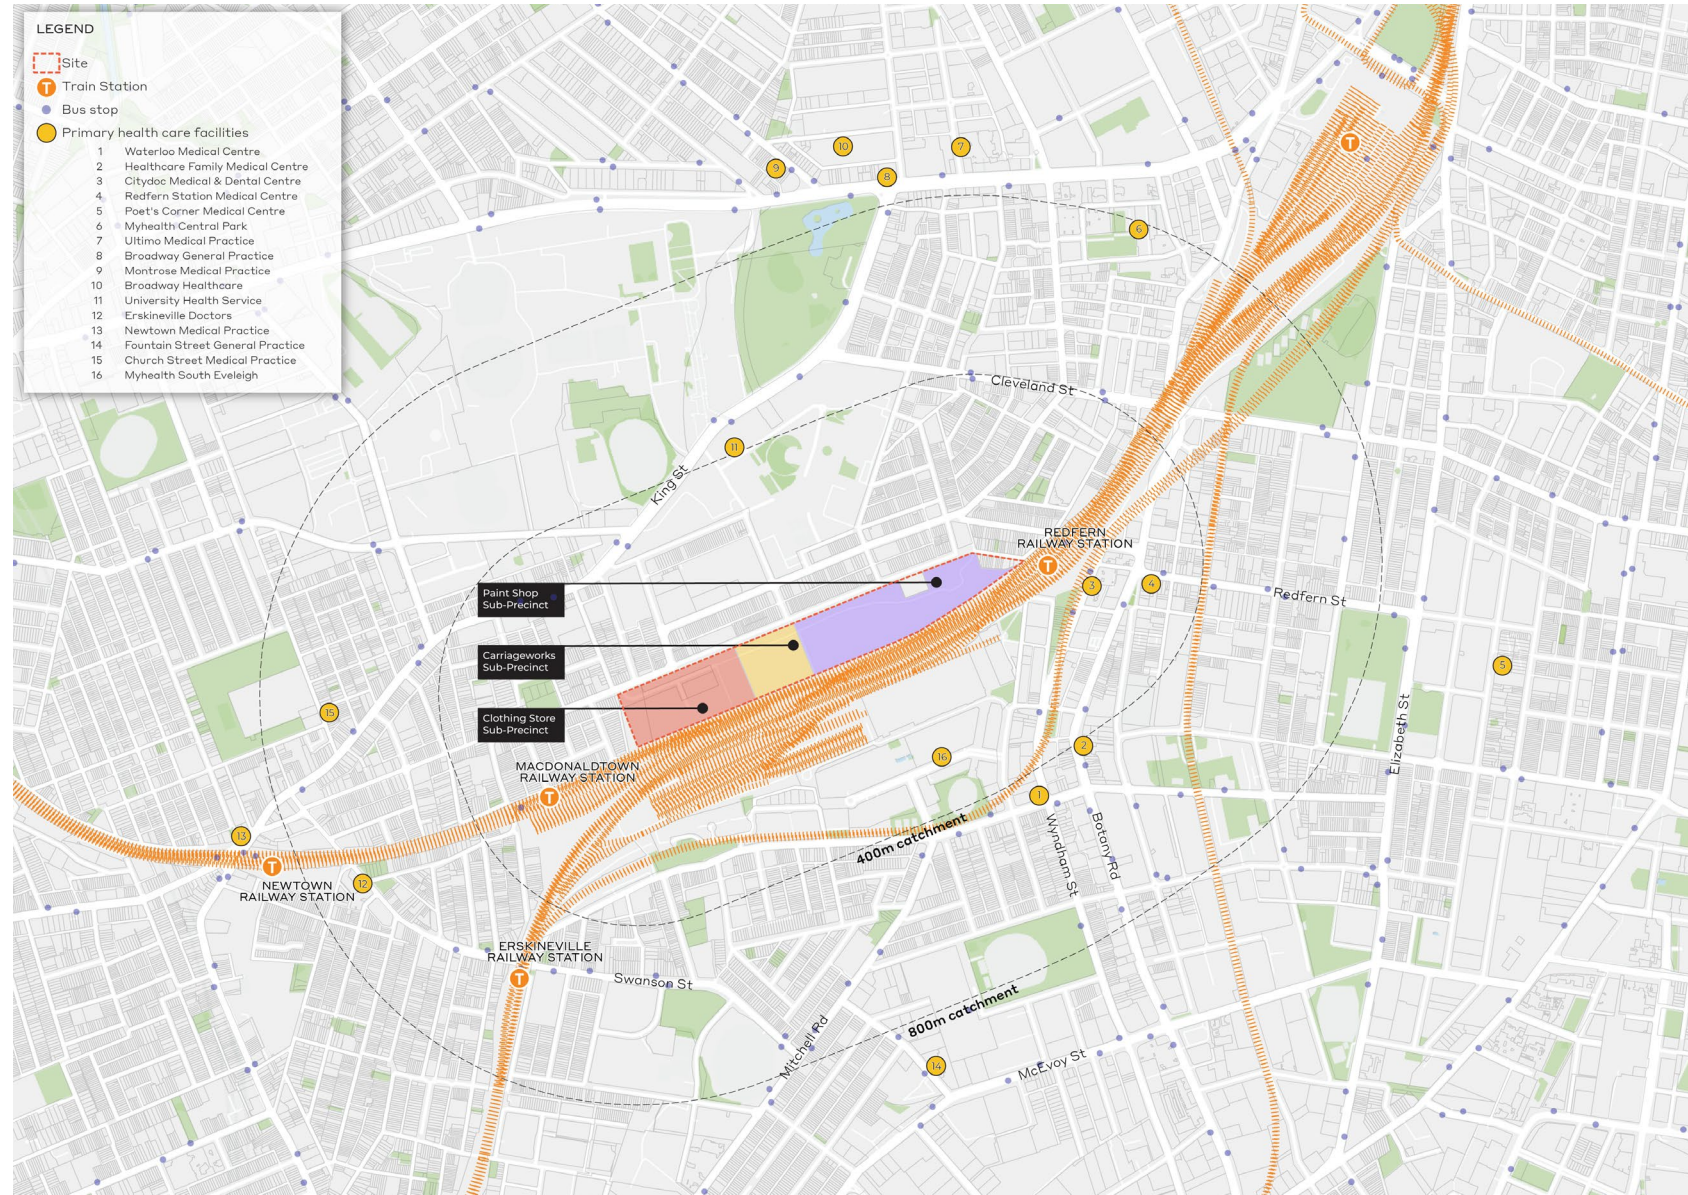 LEGEND
Site
T Train Station
Bus stop
Primary health care facilities
1 Waterloo Medical Centre
2 Healthcare Family Medical Centre
3 Citydoc Medical & Dental Centre
4 Redfern Station Medical Centre
5 Poet's Corner Medical Centre
6 Myhealth Central Park
7 Ultimo Medical Practice
8 Broadway General Practice
9 Montrose Medical Practice
10 Broadway Healthcare
11 University Health Service
12 Erskineville Doctors
13 Newtown Medical Practice
14 Fountain Street General Practice
15 Church Street Medical Practice
16 Myhealth South Eveleigh
T
10
7
9
8
6
Cleveland St
11
King St
REDFERN
RAILWAY STATION
T
3
4
Redfern St
Paint Shop
Sub-Precinct
Carriageworks
Sub-Precinct
5
Clothing Store
Sub-Precinct
15
Elizabeth St
2
16
MACDONALDTOWN
RAILWAY STATION
T
1
400m catchment
Wyndham St
Botany Rd
13
T
12
NEWTOWN
RAILWAY STATION
ERSKINEVILLE
RAILWAY STATION
T
Swanson St
800m catchment
Mitchell Rd
14
McEvoy St